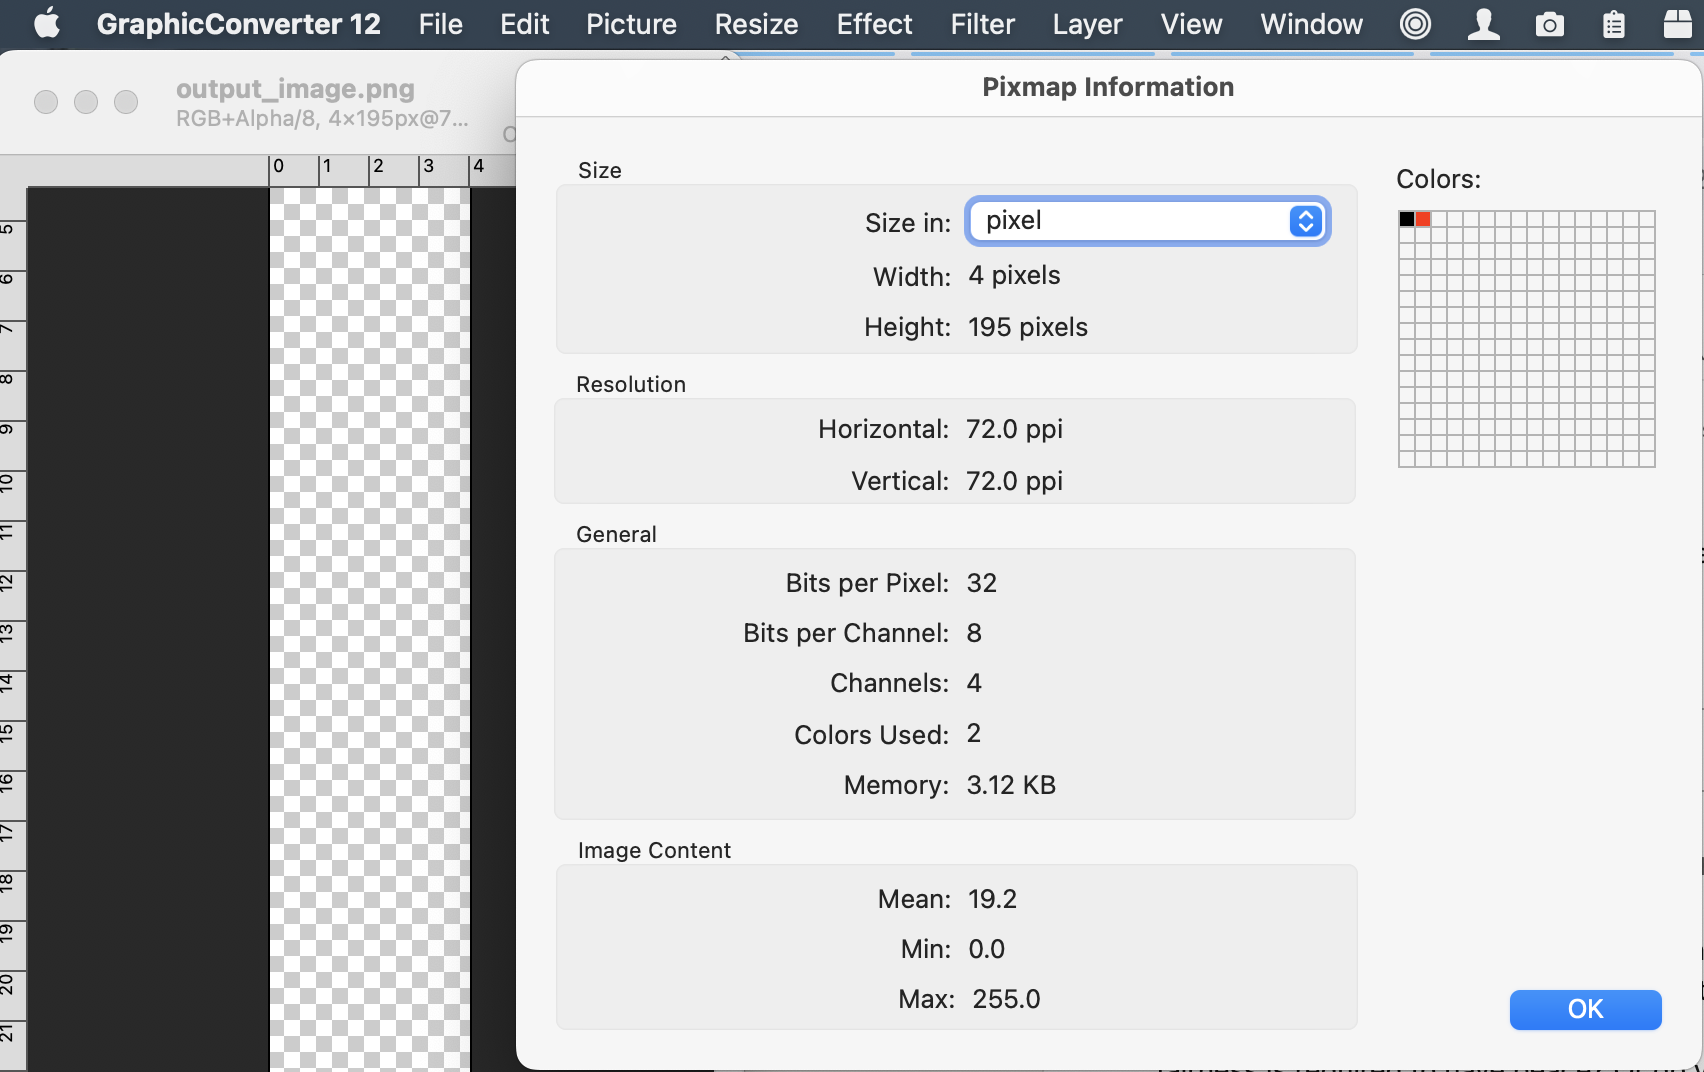 GraphicConverter 12 File Edit Picture Resize Effect Filter Layer View Window
output_image.png
RGB+Alpha/8, 4×195px@7...
0 1 2 3 4
5
6
7
8
9
10
11
12
13
14
15
16
17
18
19
20
21
Pixmap Information
Size
Size in: pixel
Width: 4 pixels
Height: 195 pixels
Resolution
Horizontal: 72.0 ppi
Vertical: 72.0 ppi
General
Bits per Pixel: 32
Bits per Channel: 8
Channels: 4
Colors Used: 2
Memory: 3.12 KB
Image Content
Mean: 19.2
Min: 0.0
Max: 255.0
Colors:
OK